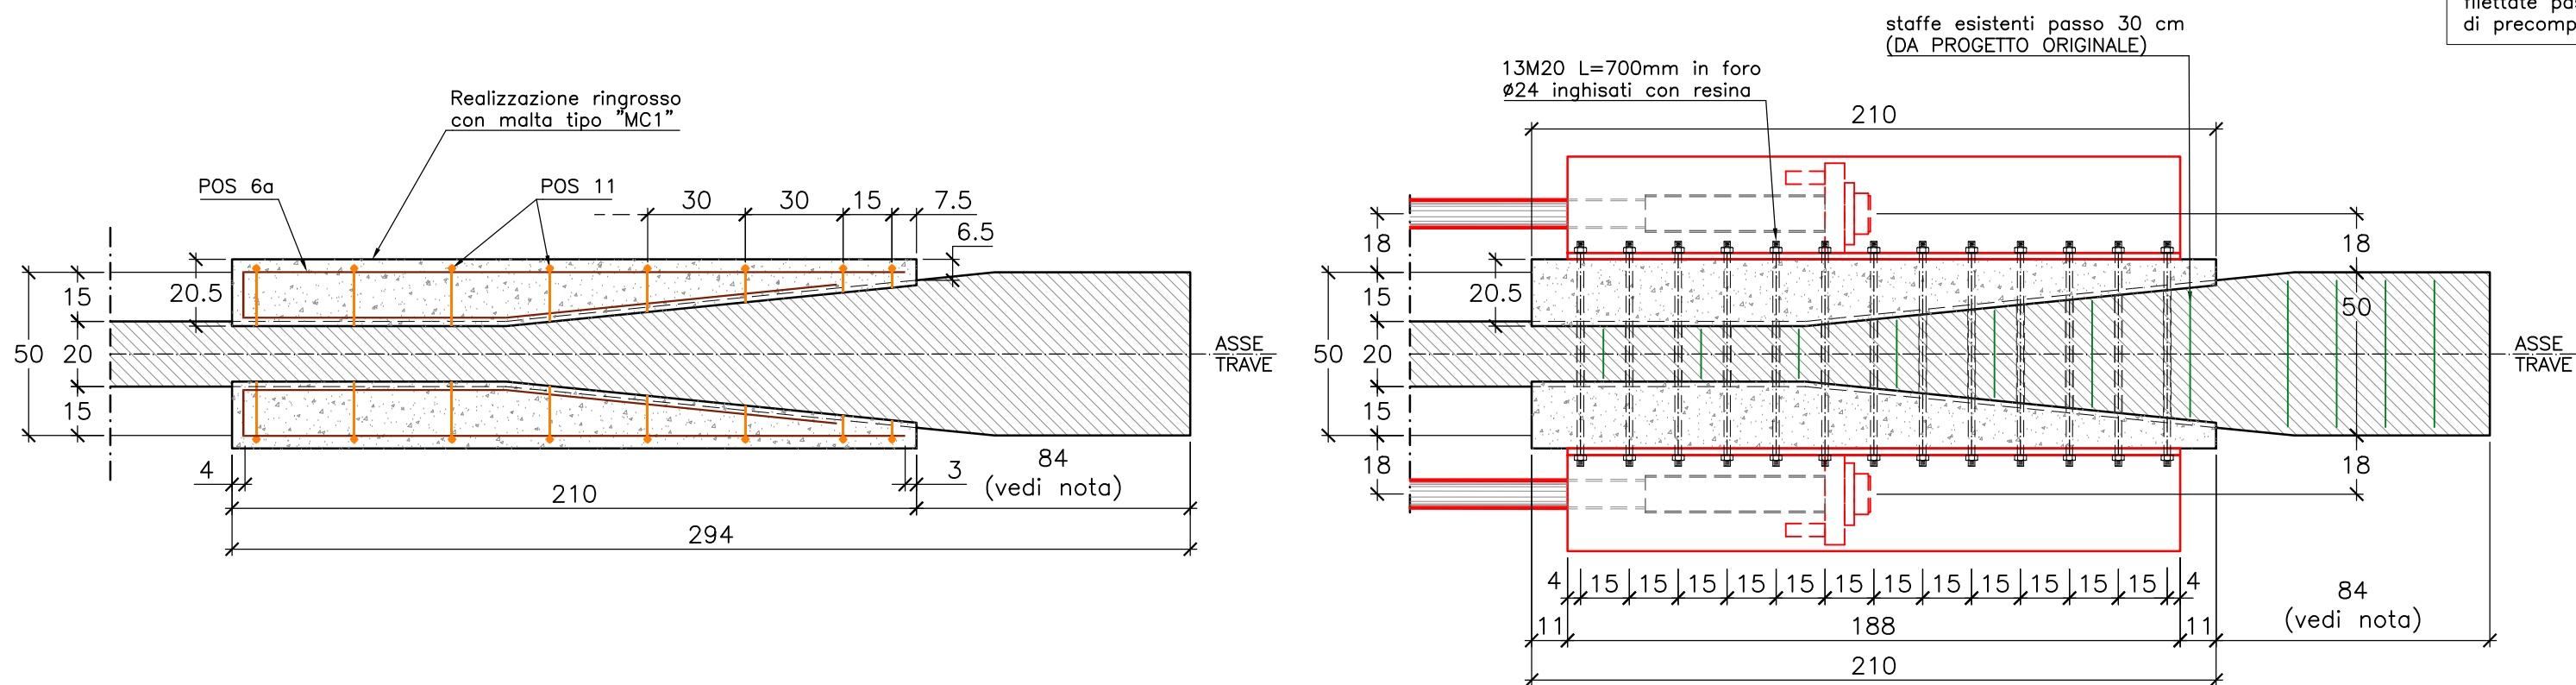 filettate
di
staffe esistenti passo 30 cm
(DA PROGETTO ORIGINALE)
13M20 L=700mm in foro
ø24 inghisati con resina
Realizzazione ringrosso
con malta tipo "MC1"
210
POS 6a
POS 11
30 30 15 7.5
6.5
15
20.5
50
20
15
ASSE
TRAVE
4
3
84
(vedi nota)
210
294
18
15
20.5
50
20
15
18
18
50
18
ASSE
TRAVE
4 15 15 15 15 15 15 15 15 15 15 15 15 4
84
(vedi nota)
11 188 11
210